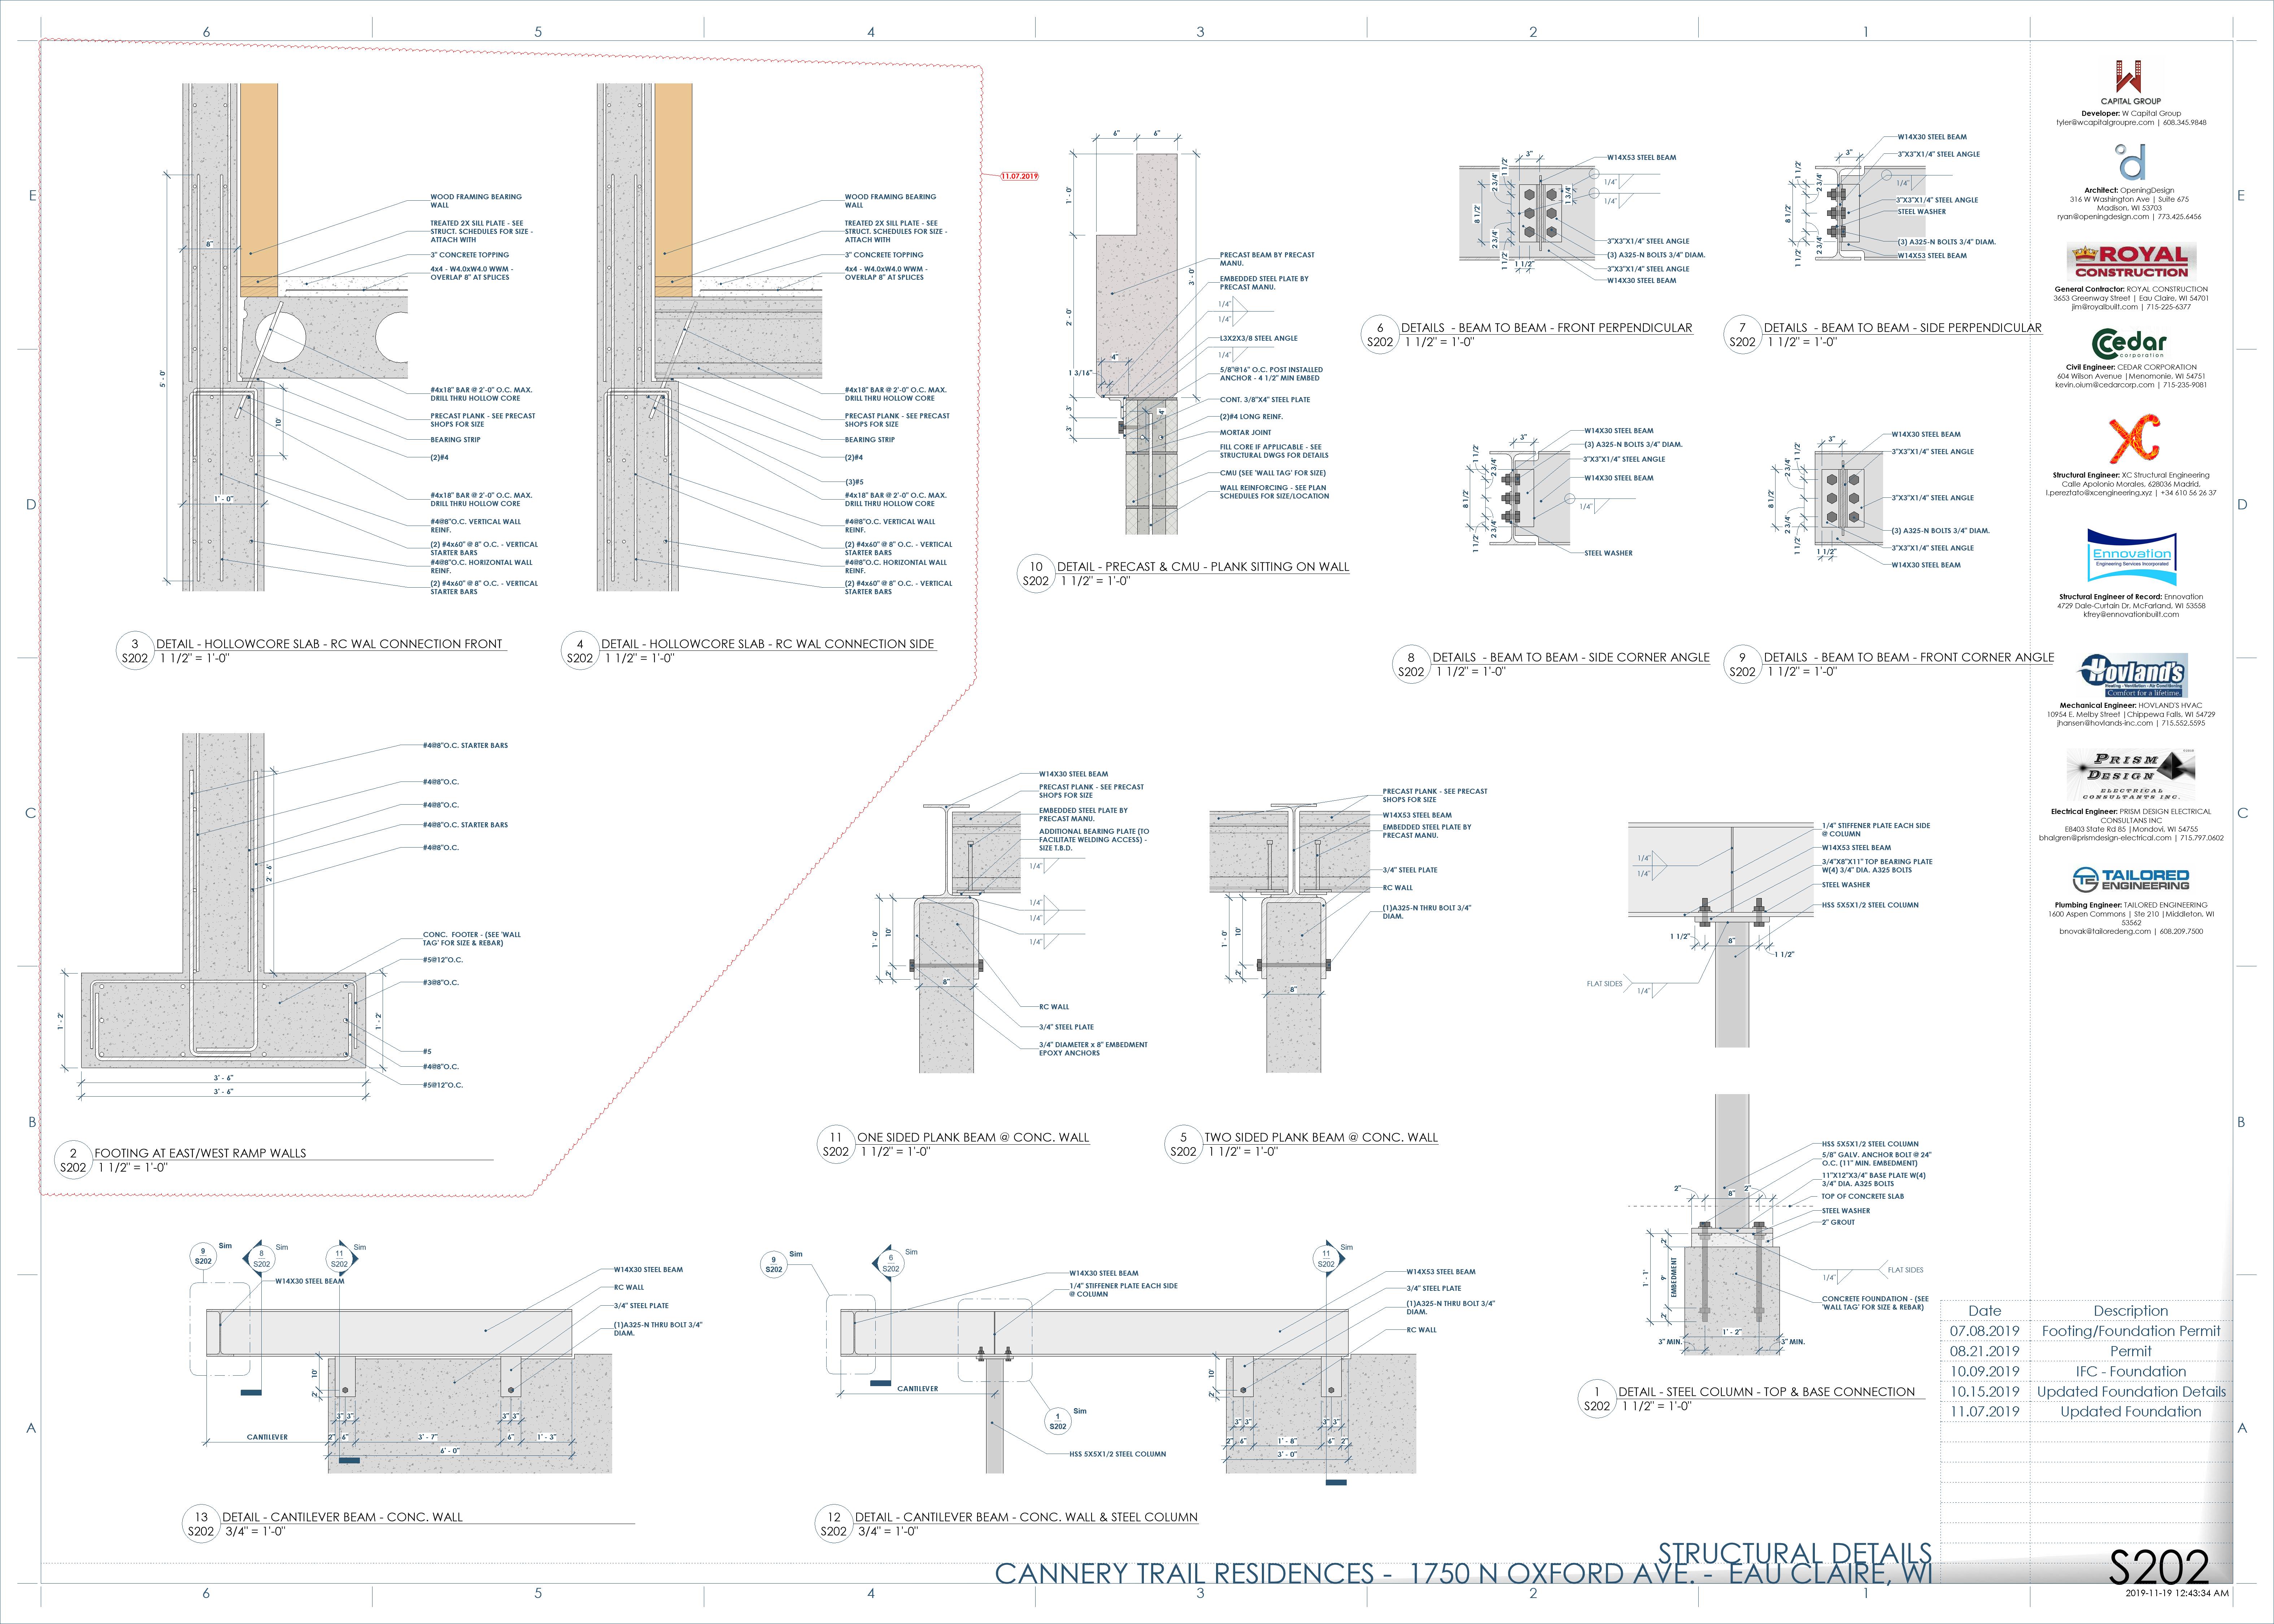 6
5
4
3
2
1
E
D
C
B
A
E
D
C
B
A
6
5
4
3
2
1
11.07.2019
8"
5' - 0"
10"
1' - 0"
WOOD FRAMING BEARING
WALL
TREATED 2X SILL PLATE - SEE
STRUCT. SCHEDULES FOR SIZE -
ATTACH WITH
3" CONCRETE TOPPING
4x4 - W4.0xW4.0 WWM -
OVERLAP 8" AT SPLICES
#4x18" BAR @ 2'-0" O.C. MAX.
DRILL THRU HOLLOW CORE
PRECAST PLANK - SEE PRECAST
SHOPS FOR SIZE
BEARING STRIP
(2)#4
#4x18" BAR @ 2'-0" O.C. MAX.
DRILL THRU HOLLOW CORE
#4@8"O.C. VERTICAL WALL
REINF.
(2) #4x60" @ 8" O.C. - VERTICAL
STARTER BARS
#4@8"O.C. HORIZONTAL WALL
REINF.
(2) #4x60" @ 8" O.C. - VERTICAL
STARTER BARS
3
S202
DETAIL - HOLLOWCORE SLAB - RC WAL CONNECTION FRONT
1 1/2" = 1'-0"
WOOD FRAMING BEARING
WALL
TREATED 2X SILL PLATE - SEE
STRUCT. SCHEDULES FOR SIZE -
ATTACH WITH
3" CONCRETE TOPPING
4x4 - W4.0xW4.0 WWM -
OVERLAP 8" AT SPLICES
#4x18" BAR @ 2'-0" O.C. MAX.
DRILL THRU HOLLOW CORE
PRECAST PLANK - SEE PRECAST
SHOPS FOR SIZE
BEARING STRIP
(2)#4
(3)#5
#4x18" BAR @ 2'-0" O.C. MAX.
DRILL THRU HOLLOW CORE
#4@8"O.C. VERTICAL WALL
REINF.
(2) #4x60" @ 8" O.C. - VERTICAL
STARTER BARS
#4@8"O.C. HORIZONTAL WALL
REINF.
(2) #4x60" @ 8" O.C. - VERTICAL
STARTER BARS
4
S202
DETAIL - HOLLOWCORE SLAB - RC WAL CONNECTION SIDE
1 1/2" = 1'-0"
6"
6"
1' - 0"
2' - 0"
3' - 0"
4"
1 3/16"
3"
3"
4"
PRECAST BEAM BY PRECAST
MANU.
EMBEDDED STEEL PLATE BY
PRECAST MANU.
1/4"
1/4"
L3X2X3/8 STEEL ANGLE
1/4"
5/8"@16" O.C. POST INSTALLED
ANCHOR - 4 1/2" MIN EMBED
CONT. 3/8"X4" STEEL PLATE
(2)#4 LONG REINF.
MORTAR JOINT
FILL CORE IF APPLICABLE - SEE
STRUCTURAL DWGS FOR DETAILS
CMU (SEE 'WALL TAG' FOR SIZE)
WALL REINFORCING - SEE PLAN
SCHEDULES FOR SIZE/LOCATION
10
S202
DETAIL - PRECAST & CMU - PLANK SITTING ON WALL
1 1/2" = 1'-0"
3"
1 1/2"
2 3/4"
8 1/2"
2 3/4"
1 1/2"
1 1/2"
1 3/4"
W14X53 STEEL BEAM
1/4"
1/4"
3"X3"X1/4" STEEL ANGLE
(3) A325-N BOLTS 3/4" DIAM.
3"X3"X1/4" STEEL ANGLE
W14X30 STEEL BEAM
6
S202
DETAILS - BEAM TO BEAM - FRONT PERPENDICULAR
1 1/2" = 1'-0"
3"
1 1/2"
2 3/4"
8 1/2"
2 3/4"
1 1/2"
W14X30 STEEL BEAM
3"X3"X1/4" STEEL ANGLE
1/4"
3"X3"X1/4" STEEL ANGLE
STEEL WASHER
(3) A325-N BOLTS 3/4" DIAM.
W14X53 STEEL BEAM
7
S202
DETAILS - BEAM TO BEAM - SIDE PERPENDICULAR
1 1/2" = 1'-0"
3"
1 1/2"
2 3/4"
8 1/2"
2 3/4"
1 1/2"
W14X30 STEEL BEAM
(3) A325-N BOLTS 3/4" DIAM.
3"X3"X1/4" STEEL ANGLE
W14X30 STEEL BEAM
1/4"
STEEL WASHER
8
S202
DETAILS - BEAM TO BEAM - SIDE CORNER ANGLE
1 1/2" = 1'-0"
3"
1 1/2"
2 3/4"
8 1/2"
2 3/4"
1 1/2"
1 1/2"
W14X30 STEEL BEAM
3"X3"X1/4" STEEL ANGLE
3"X3"X1/4" STEEL ANGLE
(3) A325-N BOLTS 3/4" DIAM.
3"X3"X1/4" STEEL ANGLE
W14X30 STEEL BEAM
9
S202
DETAILS - BEAM TO BEAM - FRONT CORNER ANGLE
1 1/2" = 1'-0"
#4@8"O.C. STARTER BARS
#4@8"O.C.
#4@8"O.C.
#4@8"O.C. STARTER BARS
#4@8"O.C.
2' - 6"
CONC. FOOTER - (SEE 'WALL
TAG' FOR SIZE & REBAR)
#5@12"O.C.
#3@8"O.C.
1' - 2"
1' - 2"
#5
#4@8"O.C.
#5@12"O.C.
3' - 6"
3' - 6"
2
S202
FOOTING AT EAST/WEST RAMP WALLS
1 1/2" = 1'-0"
W14X30 STEEL BEAM
PRECAST PLANK - SEE PRECAST
SHOPS FOR SIZE
EMBEDDED STEEL PLATE BY
PRECAST MANU.
ADDITIONAL BEARING PLATE (TO
FACILITATE WELDING ACCESS) -
SIZE T.B.D.
1/4"
1/4"
1/4"
1/4"
1' - 0"
10"
2"
8"
RC WALL
3/4" STEEL PLATE
3/4" DIAMETER x 8" EMBEDMENT
EPOXY ANCHORS
11
S202
ONE SIDED PLANK BEAM @ CONC. WALL
1 1/2" = 1'-0"
PRECAST PLANK - SEE PRECAST
SHOPS FOR SIZE
W14X53 STEEL BEAM
EMBEDDED STEEL PLATE BY
PRECAST MANU.
3/4" STEEL PLATE
RC WALL
(1)A325-N THRU BOLT 3/4"
DIAM.
1' - 0"
10"
2"
8"
5
S202
TWO SIDED PLANK BEAM @ CONC. WALL
1 1/2" = 1'-0"
1/4" STIFFENER PLATE EACH SIDE
@ COLUMN
W14X53 STEEL BEAM
3/4"X8"X11" TOP BEARING PLATE
W(4) 3/4" DIA. A325 BOLTS
STEEL WASHER
HSS 5X5X1/2 STEEL COLUMN
1/4"
1/4"
1 1/2"
8"
1 1/2"
FLAT SIDES
1/4"
HSS 5X5X1/2 STEEL COLUMN
5/8" GALV. ANCHOR BOLT @ 24"
O.C. (11" MIN. EMBEDMENT)
11"X12"X3/4" BASE PLATE W(4)
3/4" DIA. A325 BOLTS
TOP OF CONCRETE SLAB
STEEL WASHER
2" GROUT
2"
8"
2"
1' - 1"
2"
9"
EMBEDMENT
2"
FLAT SIDES
1/4"
CONCRETE FOUNDATION - (SEE
'WALL TAG' FOR SIZE & REBAR)
1' - 2"
3" MIN.
3" MIN.
1
S202
DETAIL - STEEL COLUMN - TOP & BASE CONNECTION
1 1/2" = 1'-0"
9
S202
Sim
8
S202
Sim
11
S202
Sim
W14X30 STEEL BEAM
W14X30 STEEL BEAM
RC WALL
3/4" STEEL PLATE
(1)A325-N THRU BOLT 3/4"
DIAM.
10"
2"
3" 3"
3" 3"
CANTILEVER
2" 6"
3' - 7"
6"
1' - 3"
6' - 0"
13
S202
DETAIL - CANTILEVER BEAM - CONC. WALL
3/4" = 1'-0"
9
S202
Sim
6
S202
Sim
11
S202
Sim
W14X30 STEEL BEAM
1/4" STIFFENER PLATE EACH SIDE
@ COLUMN
W14X53 STEEL BEAM
3/4" STEEL PLATE
(1)A325-N THRU BOLT 3/4"
DIAM.
RC WALL
CANTILEVER
1
S202
Sim
HSS 5X5X1/2 STEEL COLUMN
10"
2"
3" 3"
3" 3"
2" 6"
1' - 8"
6" 2"
3' - 0"
12
S202
DETAIL - CANTILEVER BEAM - CONC. WALL & STEEL COLUMN
3/4" = 1'-0"
CAPITAL GROUP
Developer: W Capital Group
tyler@wcapitalgroupre.com | 608.345.9848
Architect: OpeningDesign
316 W Washington Ave | Suite 675
Madison, WI 53703
ryan@openingdesign.com | 773.425.6456
ROYAL
CONSTRUCTION
General Contractor: ROYAL CONSTRUCTION
3653 Greenway Street | Eau Claire, WI 54701
jim@royalbuilt.com | 715-225-6377
Cedar
corporation
Civil Engineer: CEDAR CORPORATION
604 Wilson Avenue |Menomonie, WI 54751
kevin.oium@cedarcorp.com | 715-235-9081
XC
Structural Engineer: XC Structural Engineering
Calle Apolonio Morales, 628036 Madrid,
l.pereztato@xcengineering.xyz | +34 610 56 26 37
Ennovation
Engineering Services Incorporated
Structural Engineer of Record: Ennovation
4729 Dale-Curtain Dr, McFarland, WI 53558
kfrey@ennovationbuilt.com
Hovland's
Heating · Ventilation · Air Conditioning
Comfort for a lifetime.
Mechanical Engineer: HOVLAND'S HVAC
10954 E. Melby Street |Chippewa Falls, WI 54729
jhansen@hovlands-inc.com | 715.552.5595
PRISM
DESIGN
ELECTRICAL
CONSULTANTS INC.
Electrical Engineer: PRISM DESIGN ELECTRICAL
CONSULTANS INC
E8403 State Rd 85 |Mondovi, WI 54755
bhalgren@prismdesign-electrical.com | 715.797.0602
TE TAILORED
ENGINEERING
Plumbing Engineer: TAILORED ENGINEERING
1600 Aspen Commons | Ste 210 |Middleton, WI
53562
bnovak@tailoredeng.com | 608.209.7500
Date Description
07.08.2019 Footing/Foundation Permit
08.21.2019 Permit
10.09.2019 IFC - Foundation
10.15.2019 Updated Foundation Details
11.07.2019 Updated Foundation
STRUCTURAL DETAILS
CANNERY TRAIL RESIDENCES - 1750 N OXFORD AVE. - EAU CLAIRE, WI
S202
2019-11-19 12:43:34 AM